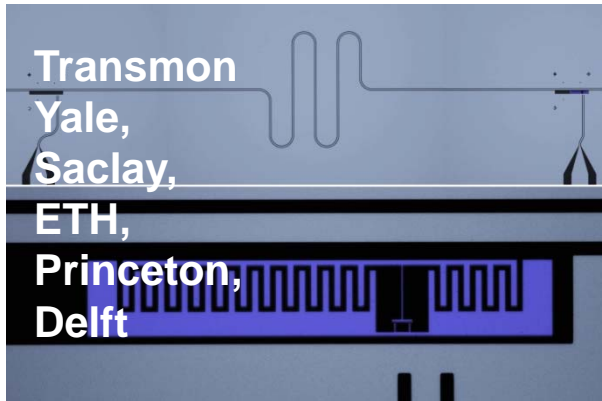 Transmon
Yale,
Saclay,
ETH,
Princeton,
Delft